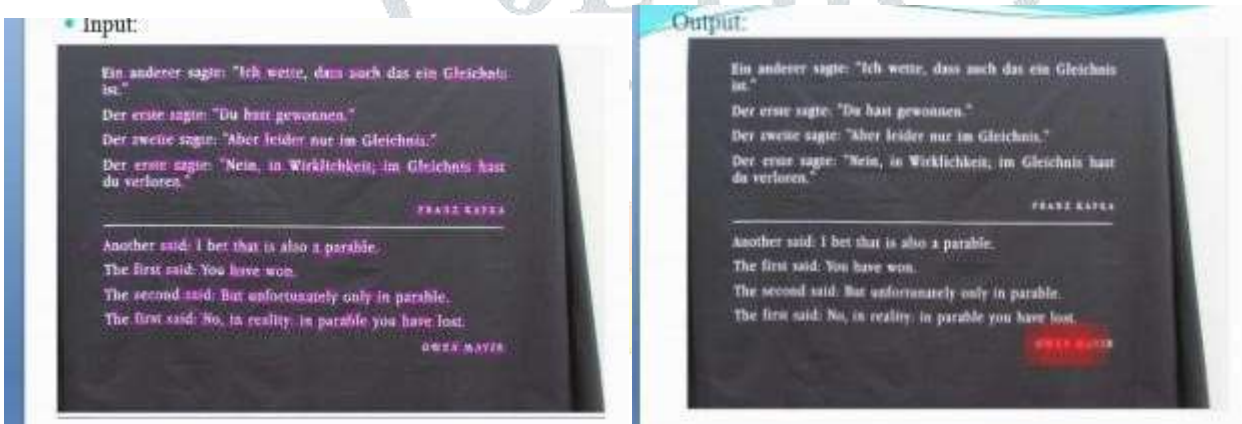 Input:
Ein anderer sagte: "Ich wette, dass auch das ein Gleichnis
ist."
Der erste sagte: "Du hast gewonnen."
Der zweite sagte: "Aber leider nur im Gleichnis."
Der erste sagte: "Nein, in Wirklichkeit; im Gleichnis hast
du verloren."
FRANZ KAFKA
Another said: I bet that is also a parable.
The first said: You have won.
The second said: But unfortunately only in parable.
The first said: No, in reality: in parable you have lost.
Output:
Ein anderer sagte: "Ich wette, dass auch das ein Gleichnis
ist."
Der erste sagte: "Du hast gewonnen."
Der zweite sagte: "Aber leider nur im Gleichnis."
Der erste sagte: "Nein, in Wirklichkeit; im Gleichnis hast
du verloren."
FRANZ KAFKA
Another said: I bet that is also a parable.
The first said: You have won.
The second said: But unfortunately only in parable.
The first said: No, in reality: in parable you have lost.